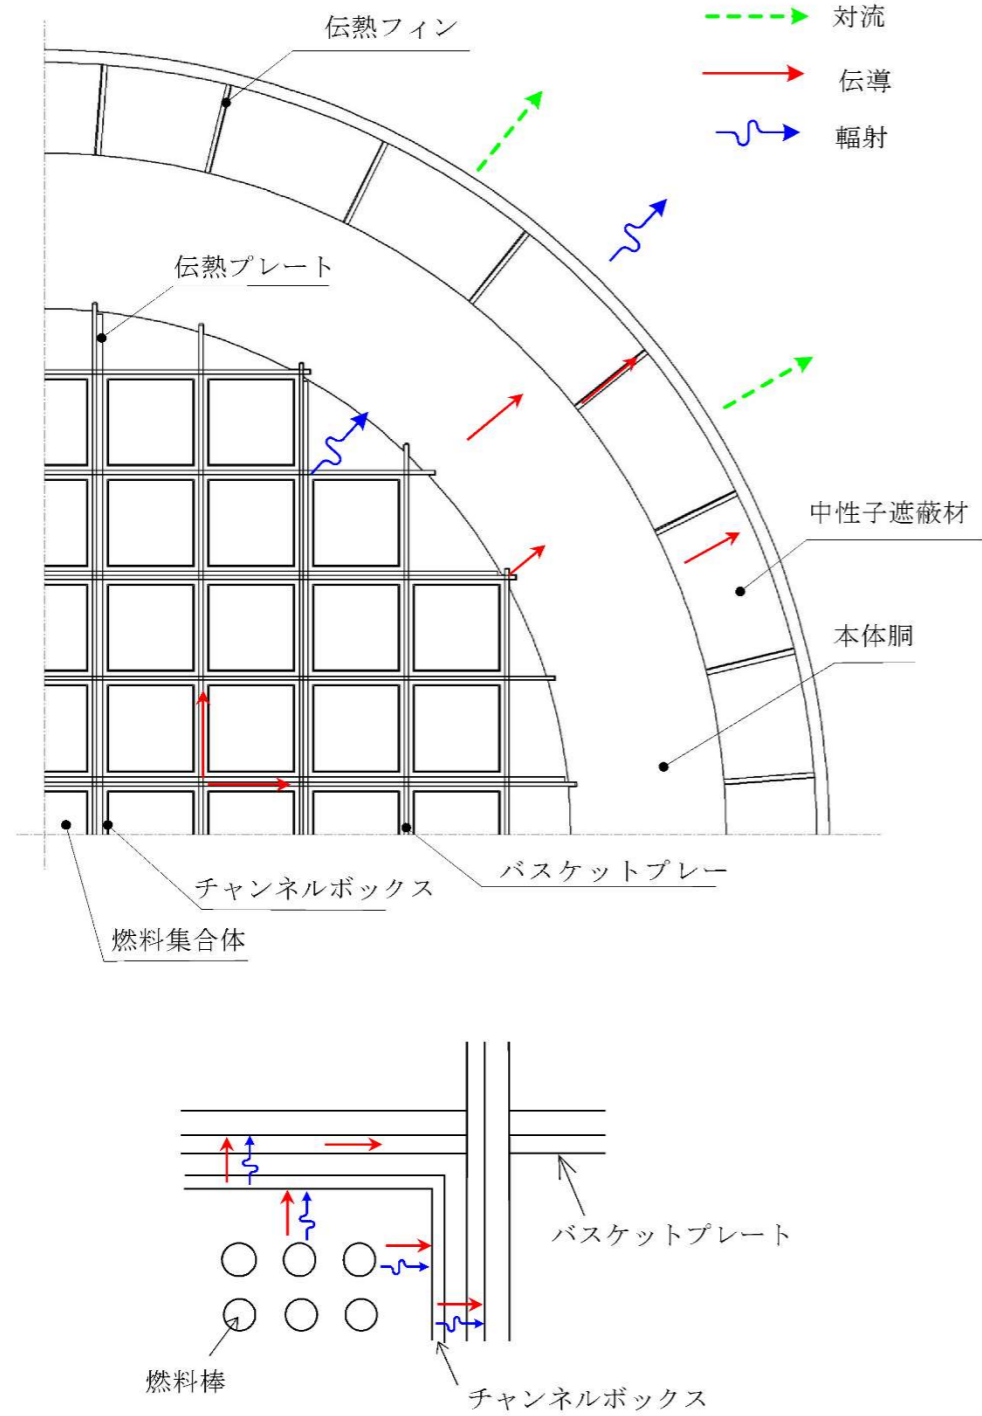 対流
伝熱フィン
伝導
輻射
伝熱プレート
中性子遮蔽材
本体胴
バスケットプレー
チャンネルボックス
燃料集合体
バスケットプレート
燃料棒
チャンネルボックス